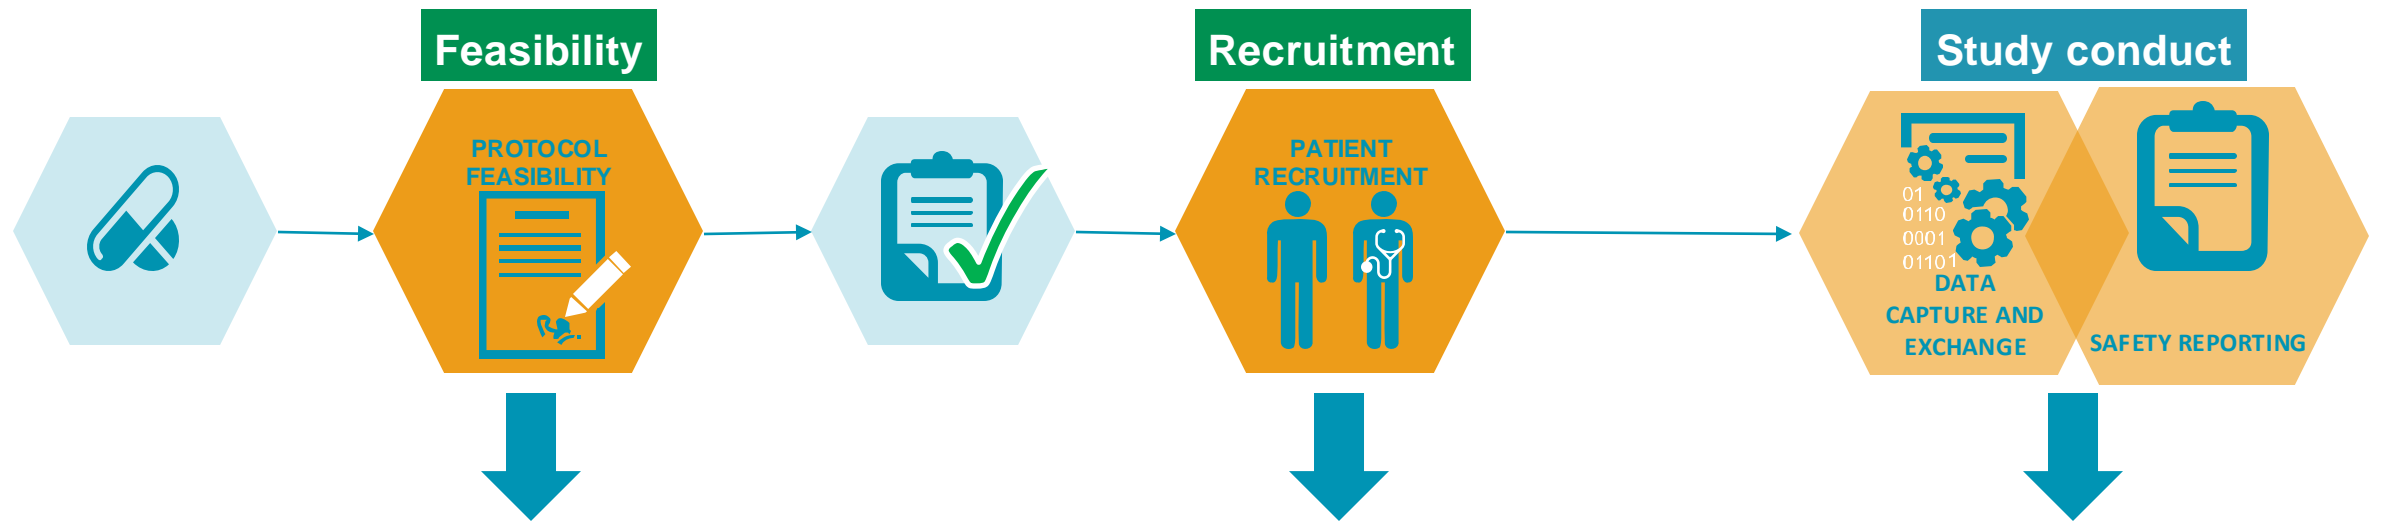 Feasibility
Recruitment
Study conduct
PROTOCOL
FEASIBILITY
PATIENT
RECRUITMENT
01
0110
0001
01101
DATA
CAPTURE AND
EXCHANGE
SAFETY REPORTING